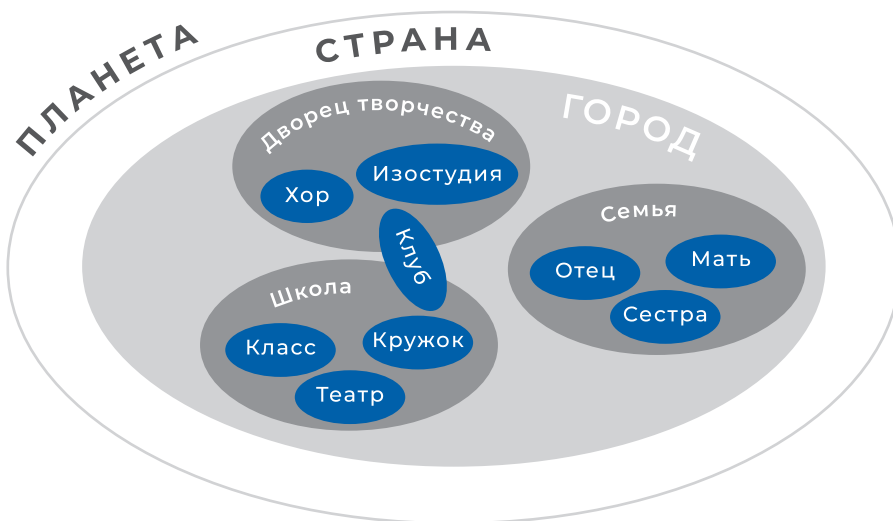 ПЛАНЕТА
СТРАНА
ГОРОД
Дворец творчества
Хор
Изостудия
Клуб
Школа
Класс
Кружок
Театр
Семья
Отец
Мать
Сестра